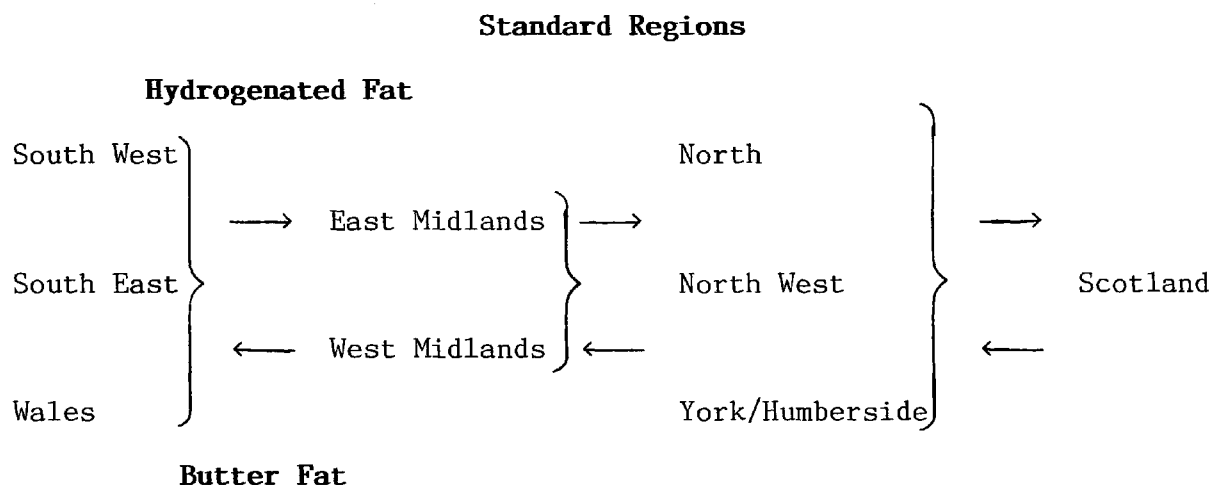 Standard Regions
Hydrogenated Fat
South West
North
East Midlands
South East
North West
Scotland
West Midlands
Wales
York/Humberside
Butter Fat